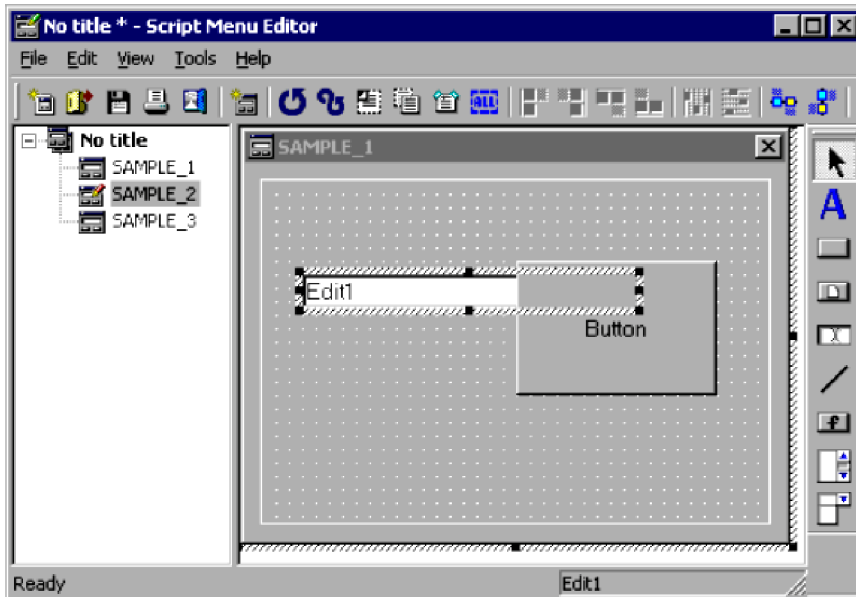 No title * - Script Menu Editor
File Edit View Tools Help
ALL
No title
SAMPLE_1
SAMPLE_2
SAMPLE_3
SAMPLE_1
Edit1
Button
A
f
Ready
Edit1